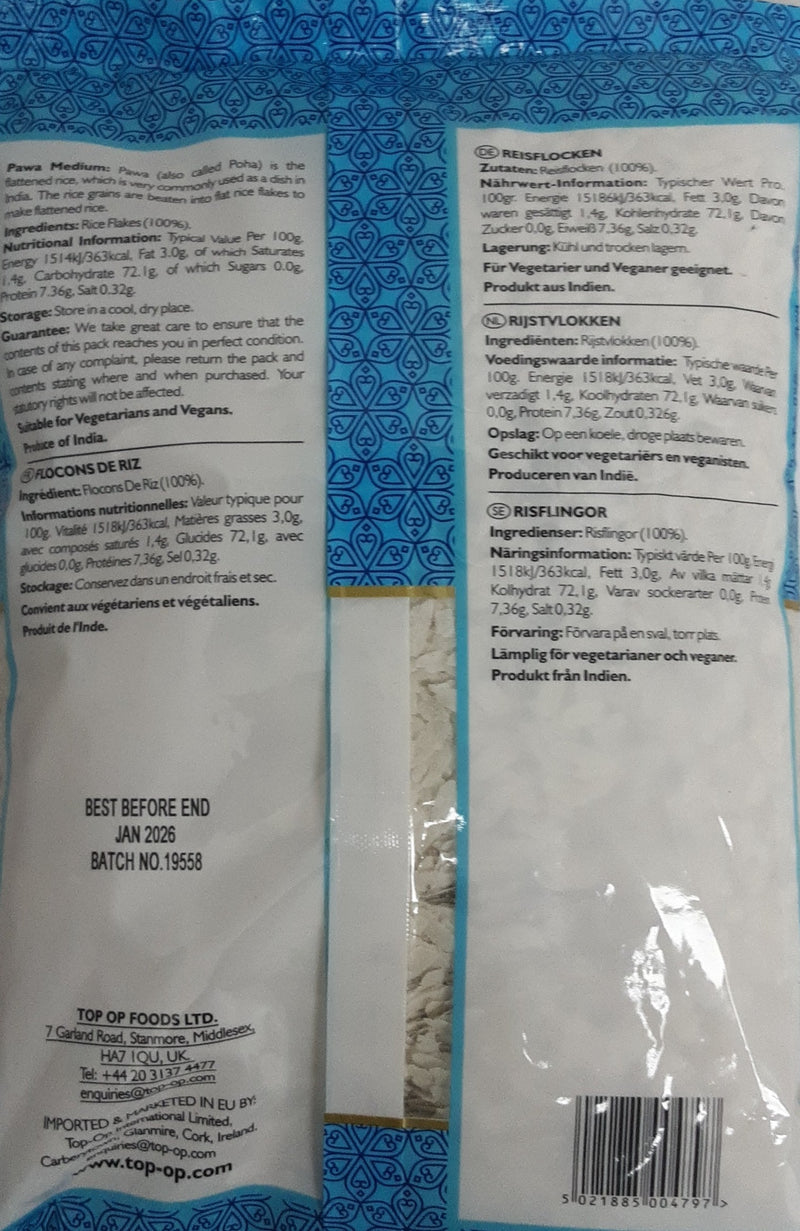 Pawa Medium: Pawa (also called Poha) is the
flattened rice, which is very commonly used as a dish in
India. The rice grains are beaten into flat rice flakes to
make flattened rice.
Ingredients: Rice Flakes (100%).
Nutritional Information: Typical Value Per 100g,
Energy 1514kJ/363kcal, Fat 3.0g, of which Saturates
1.4g, Carbohydrate 72.1g, of which Sugars 0.0g,
Protein 7.36g, Salt 0.32g.
Storage: Store in a cool, dry place.
Guarantee: We take great care to ensure that the
contents of this pack reaches you in perfect condition.
In case of any complaint, please return the pack and
contents stating where and when purchased. Your
statutory rights will not be affected.
Suitable for Vegetarians and Vegans.
Produce of India.
FLOCONS DE RIZ
Ingrédient: Flocons De Riz (100%).
Informations nutritionnelles: Valeur typique pour
100g. Vitalité 1518kJ/363kcal, Matières grasses 3,0g,
avec composés saturés 1,4g, Glucides 72,1g, avec
glucides 0,0g, Protéines 7,36g, Sel 0,32g.
Stockage: Conservez dans un endroit frais et sec.
Convient aux végétariens et végétaliens.
Produit de l'Inde.
BEST BEFORE END
JAN 2026
BATCH NO.19558
TOP OP FOODS LTD.
7 Garland Road, Stanmore, Middlesex,
HA7 1QU, UK.
Tel: +44 20 3137 4477
enquiries@top-op.com
IMPORTED & MARKETED IN EU BY:
Top-Op International Limited,
Glanmire, Cork, Ireland.
enquiries@top-op.com
www.top-op.com
DE REISFLOCKEN
Zutaten: Reisflocken (100%).
Nährwert-Information: Typischer Wert Pro.
100gr. Energie 15186kJ/363kcal, Fett 3,0g, Davon
waren gesättigt 1,4g, Kohlenhydrate 72,1g, Davon
Zucker 0,0g, Eiweiß 7,36g, Salz 0,32g.
Lagerung: Kühl und trocken lagern.
Für Vegetarier und Veganer geeignet.
Produkt aus Indien.
NL RIJSTVLOKKEN
Ingrediënten: Rijstvlokken (100%).
Voedingswaarde informatie: Typische waarde Per
100g. Energie 1518kJ/363kcal, Vet 3,0g, Waarvan
verzadigt 1,4g, Koolhydraten 72,1g, Waarvan suikers
0,0g, Protein 7,36g, Zout 0,326g.
Opslag: Op een koele, droge plaats bewaren.
Geschikt voor vegetariërs en veganisten.
Produceren van Indië.
SE RISFLINGOR
Ingredienser: Risflingor (100%).
Näringsinformation: Typiskt värde Per 100g, Energi
1518kJ/363kcal, Fett 3,0g, Av vilka mättar 1,4g
Kolhydrat 72,1g, Varav sockerarter 0,0g, Protein
7,36g, Salt 0,32g.
Förvaring: Förvara på en sval, torr plats.
Lämplig för vegetarianer och veganer.
Produkt från Indien.
5 021885 004797 >